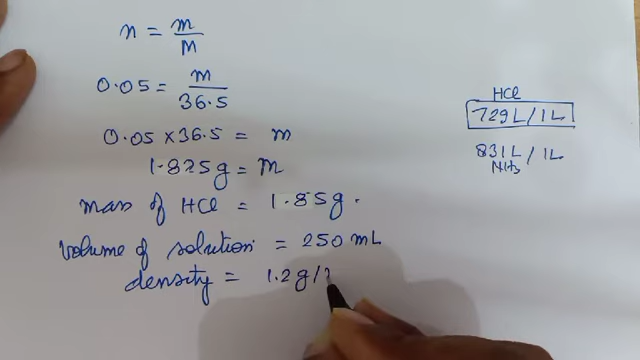 n = m/M
0.05 = m/36.5
0.05 × 36.5 = m
1.825g = m
mass of HCl = 1.85g.
volume of solution = 250 mL
density = 1.2g/
HCl
729L/1L
831L/1L
NH₃